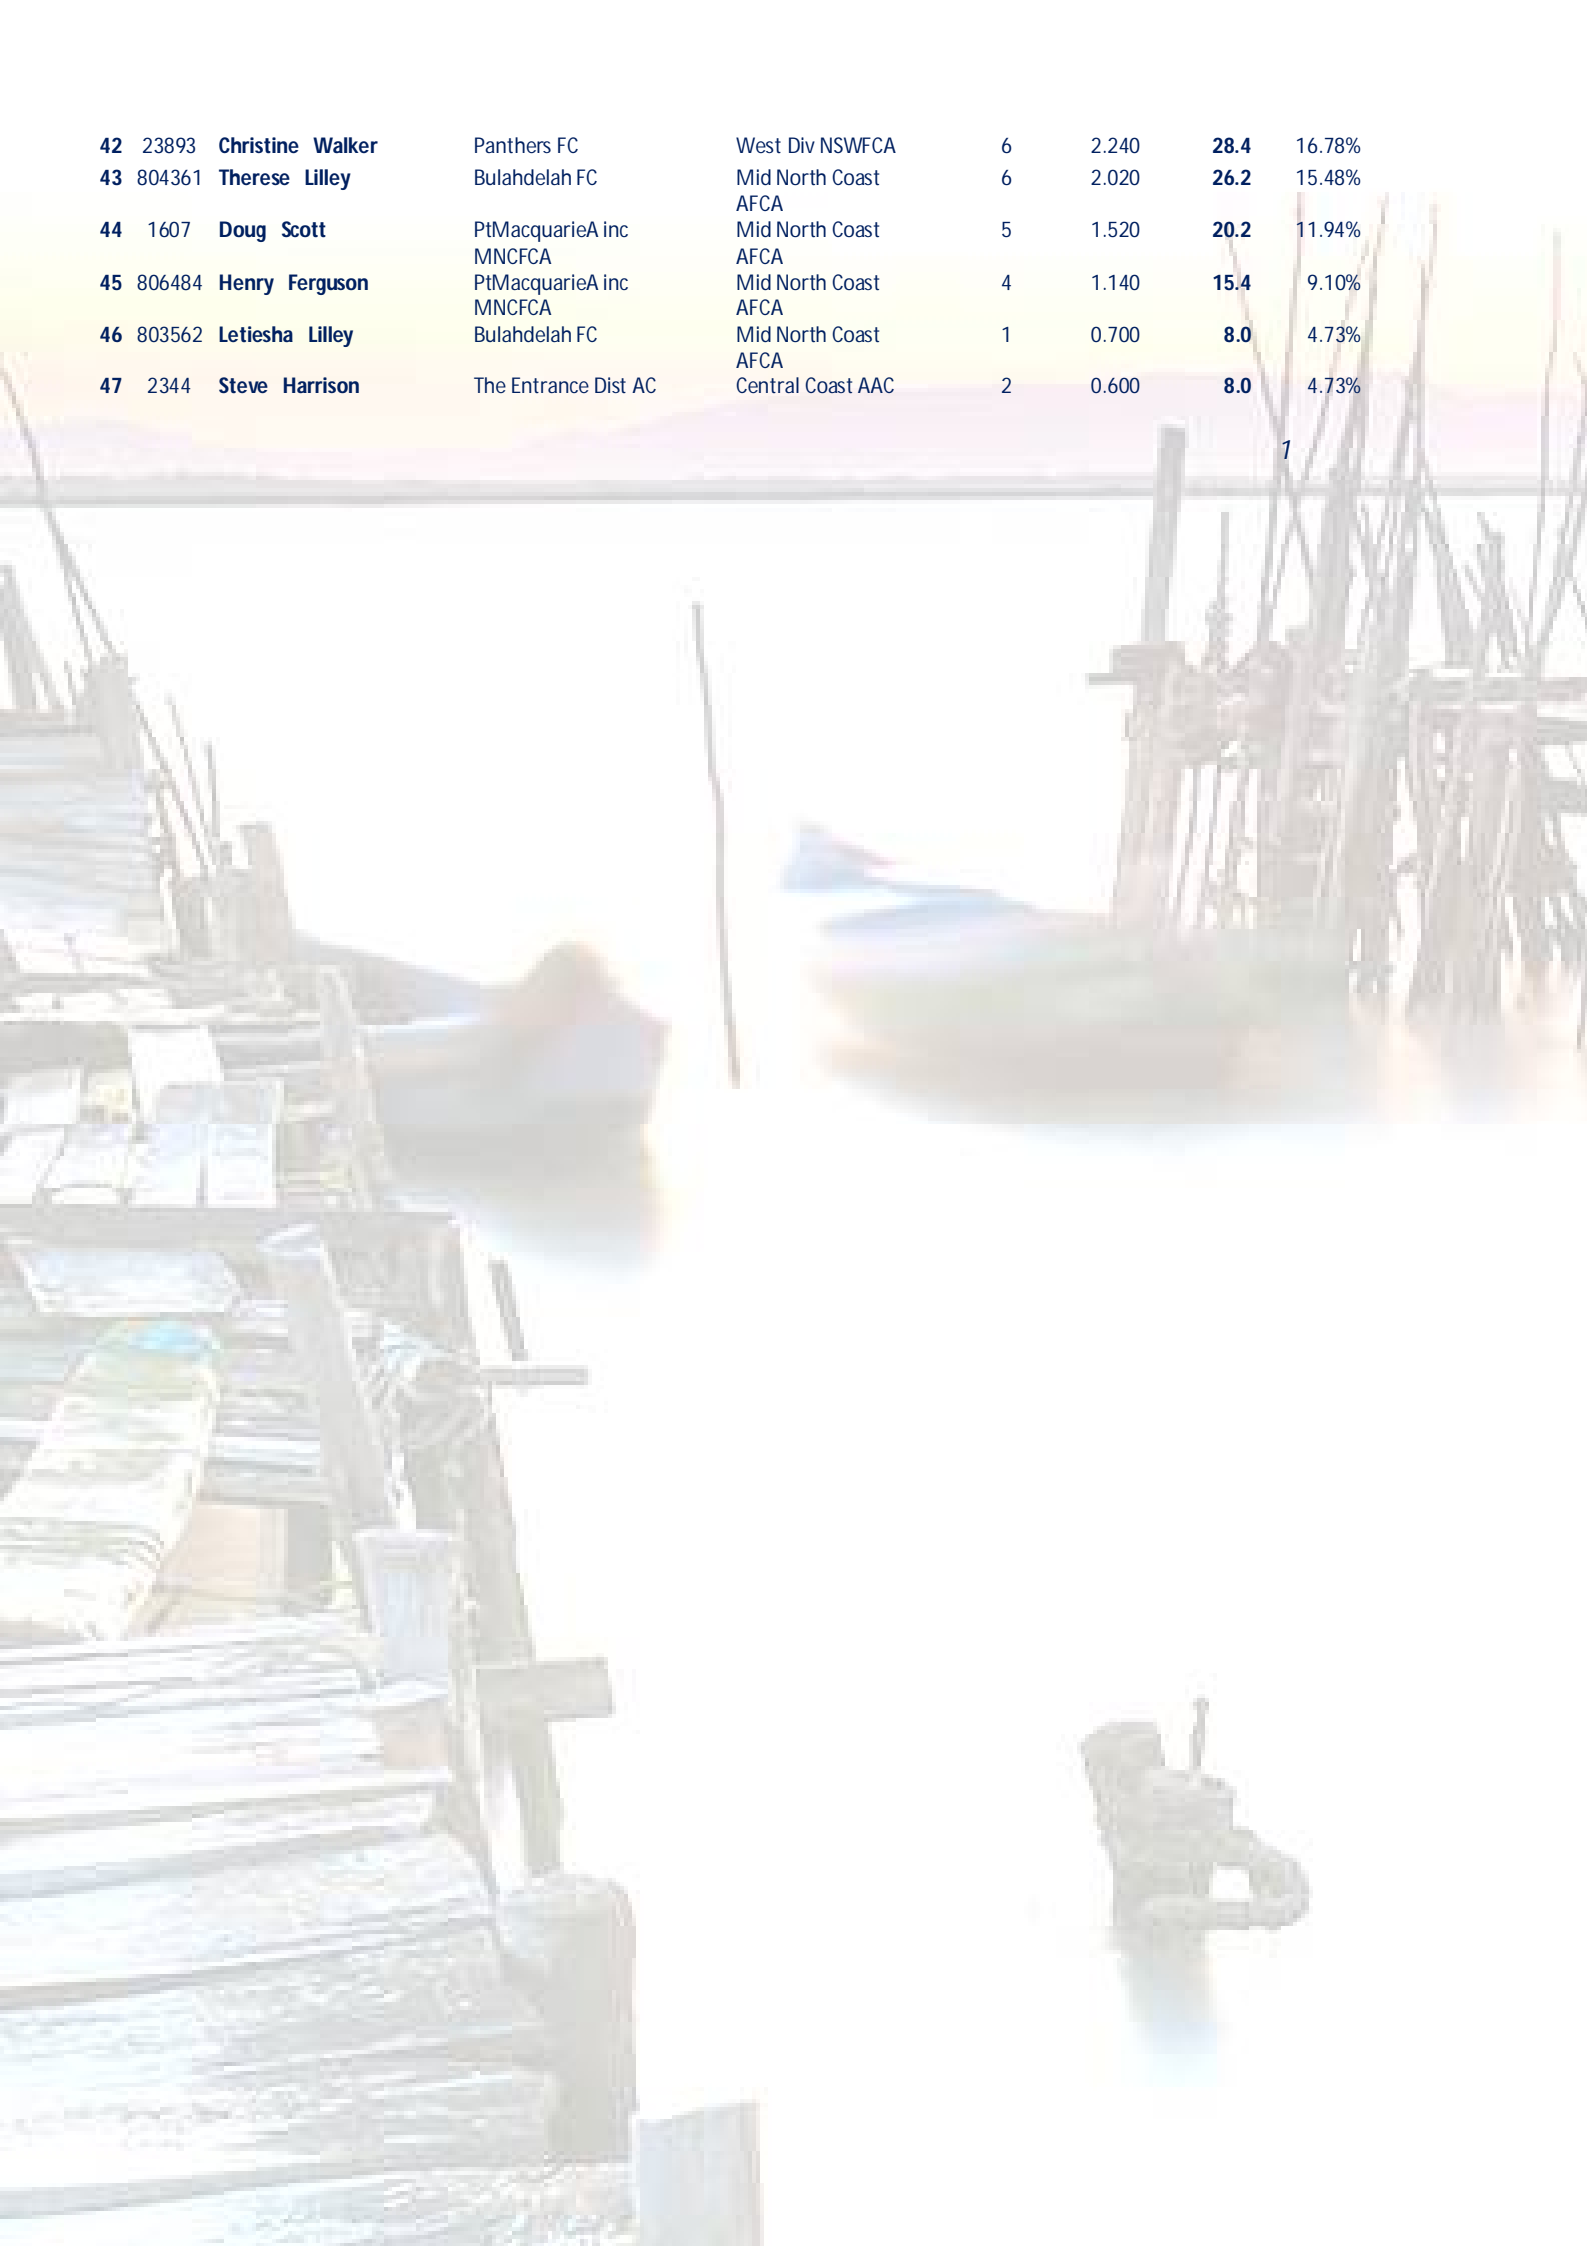 42 23893 Christine Walker Panthers FC West Div NSWFCA 6 2.240 28.4 16.78%
43 804361 Therese Lilley Bulahdelah FC Mid North Coast 6 2.020 26.2 15.48%
AFCA
44 1607 Doug Scott PtMacquarieA inc Mid North Coast 5 1.520 20.2 11.94%
MNCFCA AFCA
45 806484 Henry Ferguson PtMacquarieA inc Mid North Coast 4 1.140 15.4 9.10%
MNCFCA AFCA
46 803562 Letiesha Lilley Bulahdelah FC Mid North Coast 1 0.700 8.0 4.73%
AFCA
47 2344 Steve Harrison The Entrance Dist AC Central Coast AAC 2 0.600 8.0 4.73%
1